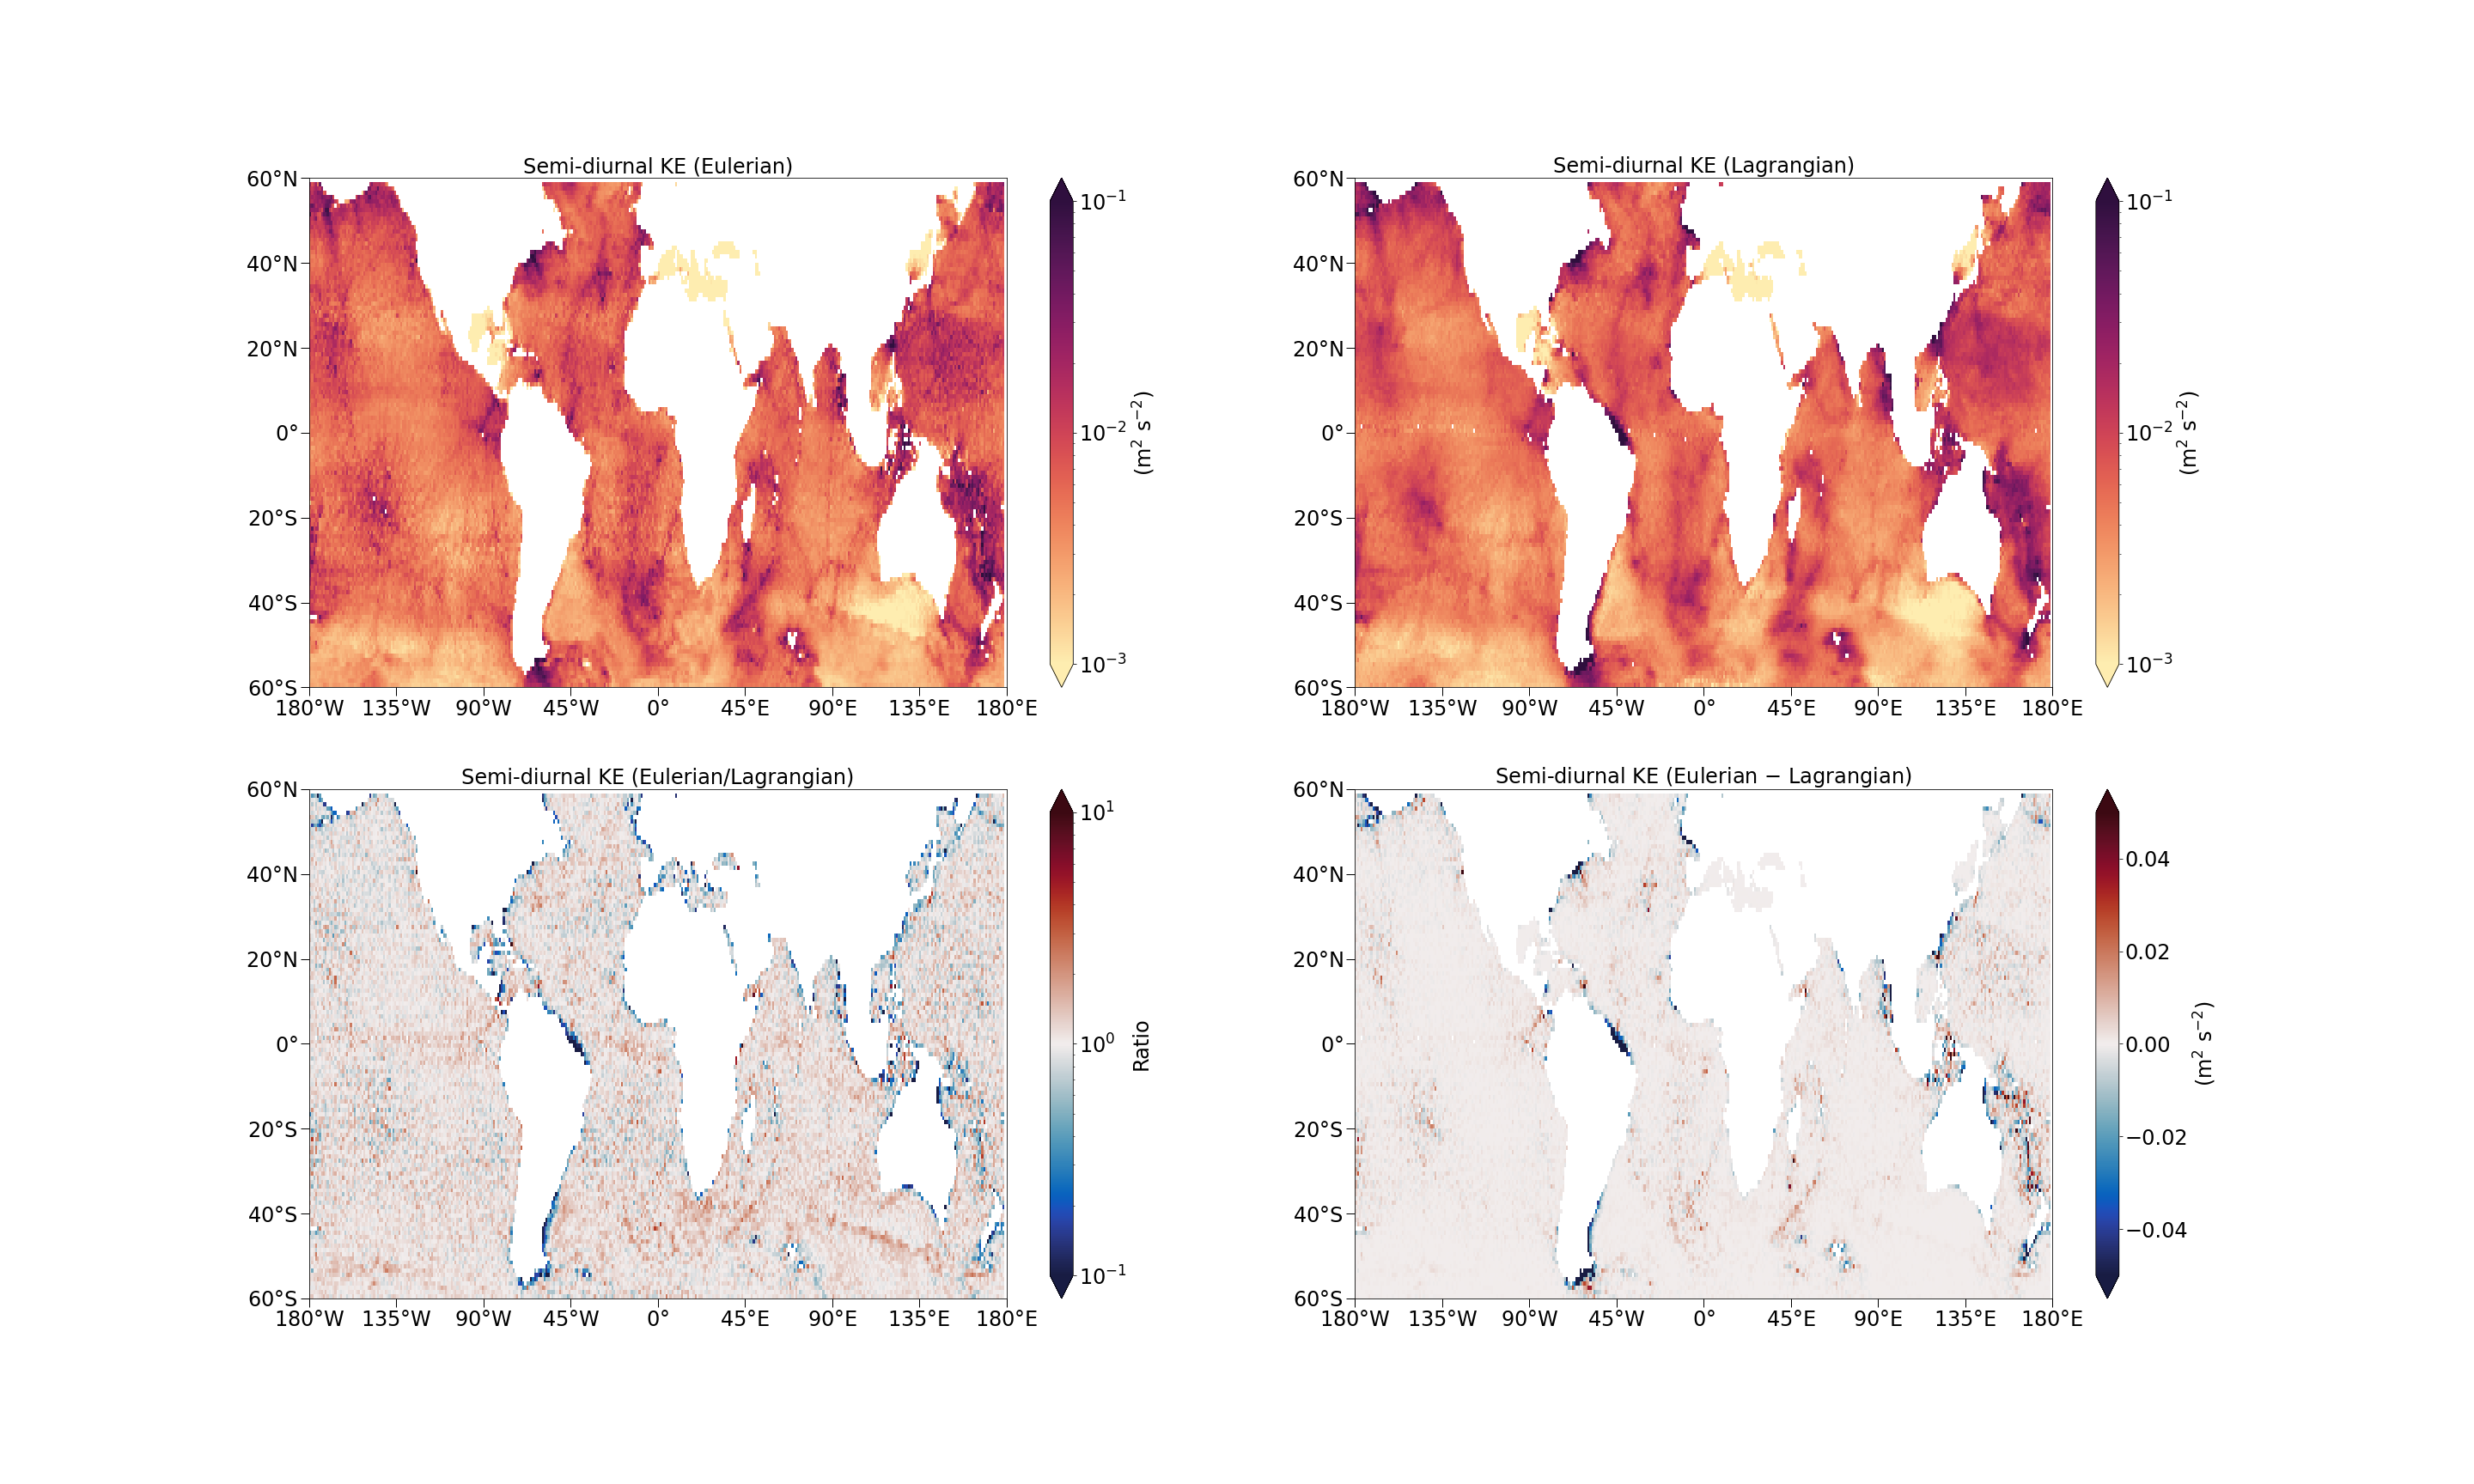 Semi-diurnal KE (Eulerian)
60°N
40°N
20°N
0°
20°S
40°S
60°S
180°W 135°W 90°W 45°W 0° 45°E 90°E 135°E 180°E
10⁻¹
10⁻²
10⁻³
(m² s⁻²)
Semi-diurnal KE (Lagrangian)
60°N
40°N
20°N
0°
20°S
40°S
60°S
180°W 135°W 90°W 45°W 0° 45°E 90°E 135°E 180°E
10⁻¹
10⁻²
10⁻³
(m² s⁻²)
Semi-diurnal KE (Eulerian/Lagrangian)
60°N
40°N
20°N
0°
20°S
40°S
60°S
180°W 135°W 90°W 45°W 0° 45°E 90°E 135°E 180°E
10¹
10⁰
10⁻¹
Ratio
Semi-diurnal KE (Eulerian − Lagrangian)
60°N
40°N
20°N
0°
20°S
40°S
60°S
180°W 135°W 90°W 45°W 0° 45°E 90°E 135°E 180°E
0.04
0.02
0.00
−0.02
−0.04
(m² s⁻²)